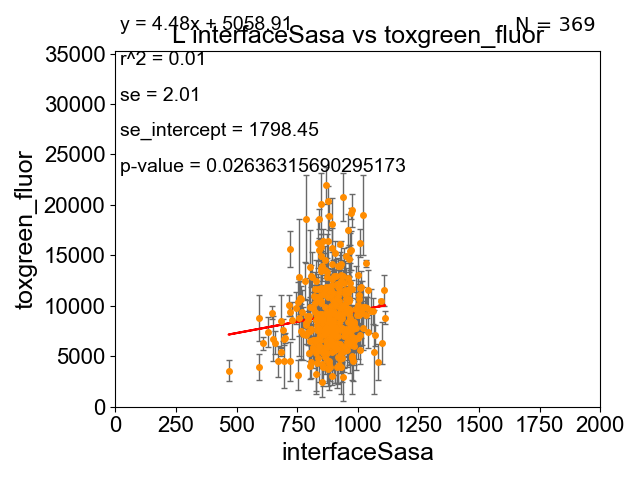 y = 4.48x + 5058.91
N = 369
L interfaceSasa vs toxgreen_fluor
r^2 = 0.01
se = 2.01
se_intercept = 1798.45
p-value = 0.02636315690295173
toxgreen_fluor
35000
30000
25000
20000
15000
10000
5000
0
0 250 500 750 1000 1250 1500 1750 2000
interfaceSasa